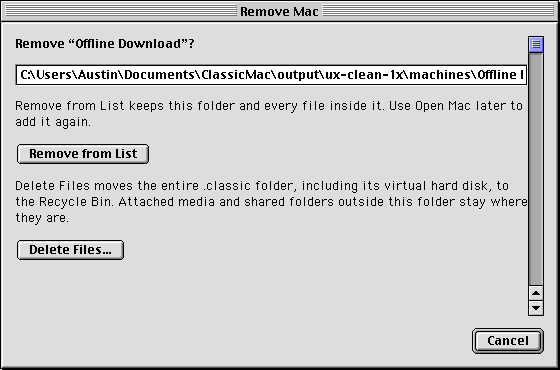 Remove Mac
Remove “Offline Download”?
C:\Users\Austin\Documents\ClassicMac\output\ux-clean-1x\machines\Offline
Remove from List keeps this folder and every file inside it. Use Open Mac later to
add it again.
Remove from List
Delete Files moves the entire .classic folder, including its virtual hard disk, to
the Recycle Bin. Attached media and shared folders outside this folder stay where
they are.
Delete Files...
Cancel